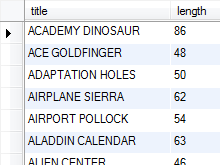 title length
ACADEMY DINOSAUR 86
ACE GOLDFINGER 48
ADAPTATION HOLES 50
AIRPLANE SIERRA 62
AIRPORT POLLOCK 54
ALADDIN CALENDAR 63
ALIEN CENTER 46